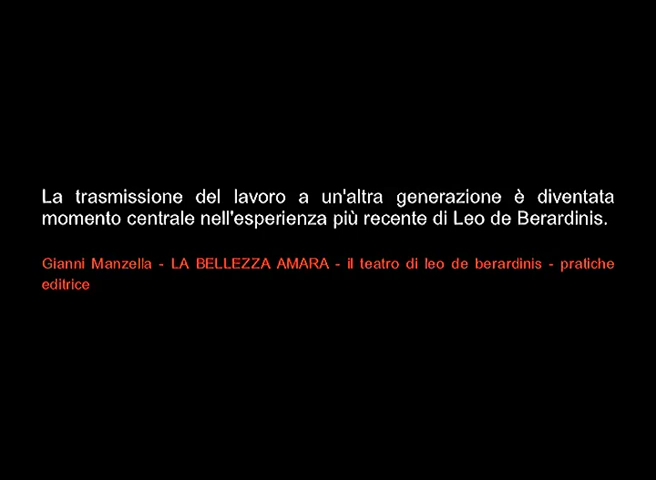 La trasmissione del lavoro a un'altra generazione è diventata
momento centrale nell'esperienza più recente di Leo de Berardinis.
Gianni Manzella - LA BELLEZZA AMARA - il teatro di leo de berardinis - pratiche
editrice